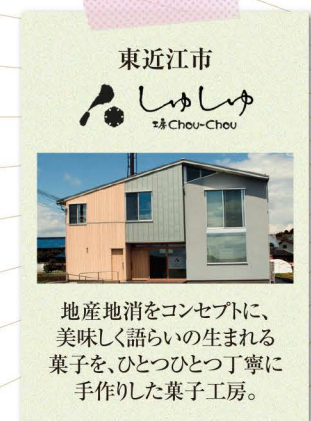 東近江市
しゅしゅ
工房Chou-Chou
地産地消をコンセプトに、
美味しく語らいの生まれる
菓子を、ひとつひとつ丁寧に
手作りした菓子工房。